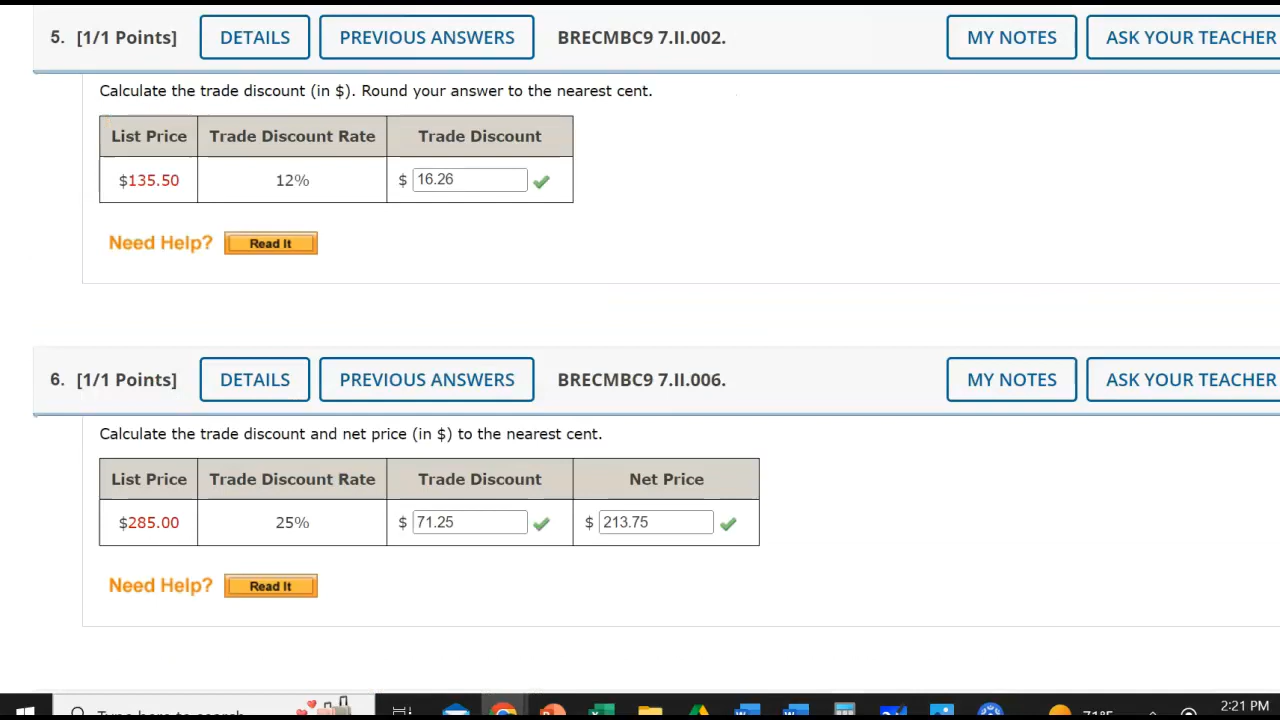 5. [1/1 Points] DETAILS PREVIOUS ANSWERS BRECMBC9 7.II.002. MY NOTES ASK YOUR TEACHER
Calculate the trade discount (in $). Round your answer to the nearest cent.
List Price Trade Discount Rate Trade Discount
$135.50 12% $ 16.26
Need Help? Read It
6. [1/1 Points] DETAILS PREVIOUS ANSWERS BRECMBC9 7.II.006. MY NOTES ASK YOUR TEACHER
Calculate the trade discount and net price (in $) to the nearest cent.
List Price Trade Discount Rate Trade Discount Net Price
$285.00 25% $ 71.25 $ 213.75
Need Help? Read It
Type here to search 71°F 2:21 PM